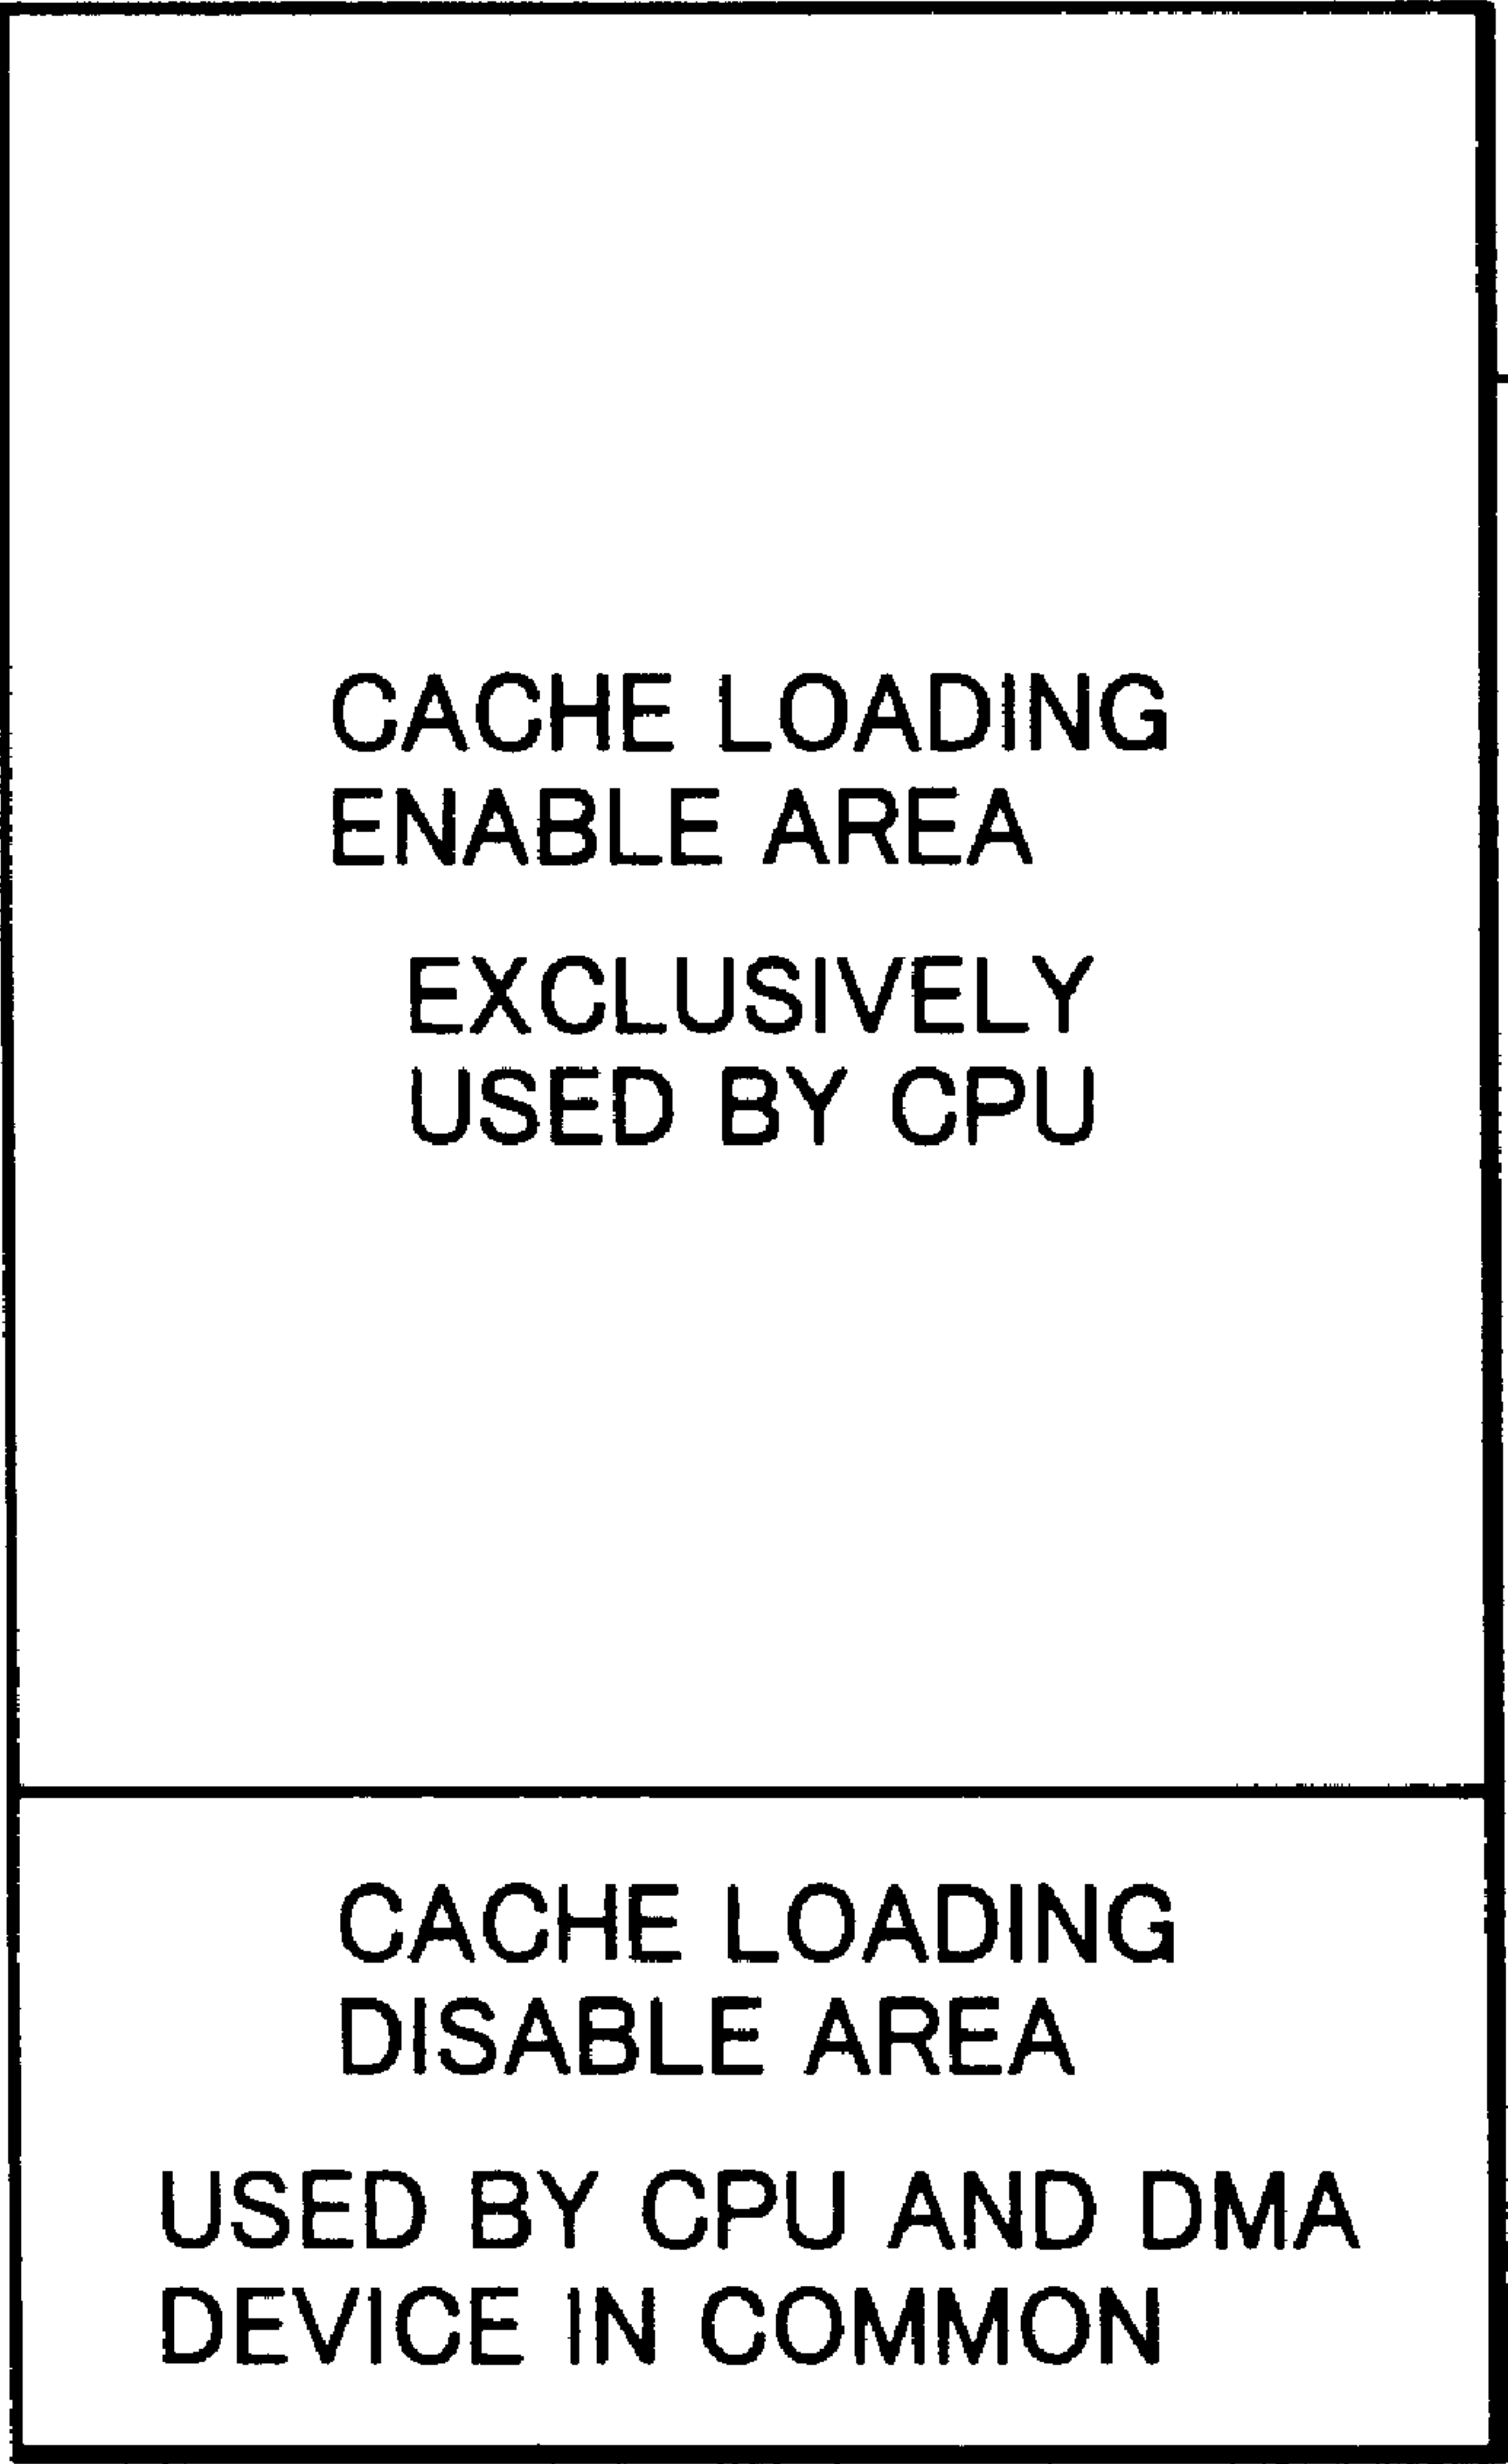 CACHE LOADING
ENABLE AREA
EXCLUSIVELY
USED BY CPU
CACHE LOADING
DISABLE AREA
USED BY CPU AND DMA
DEVICE IN COMMON